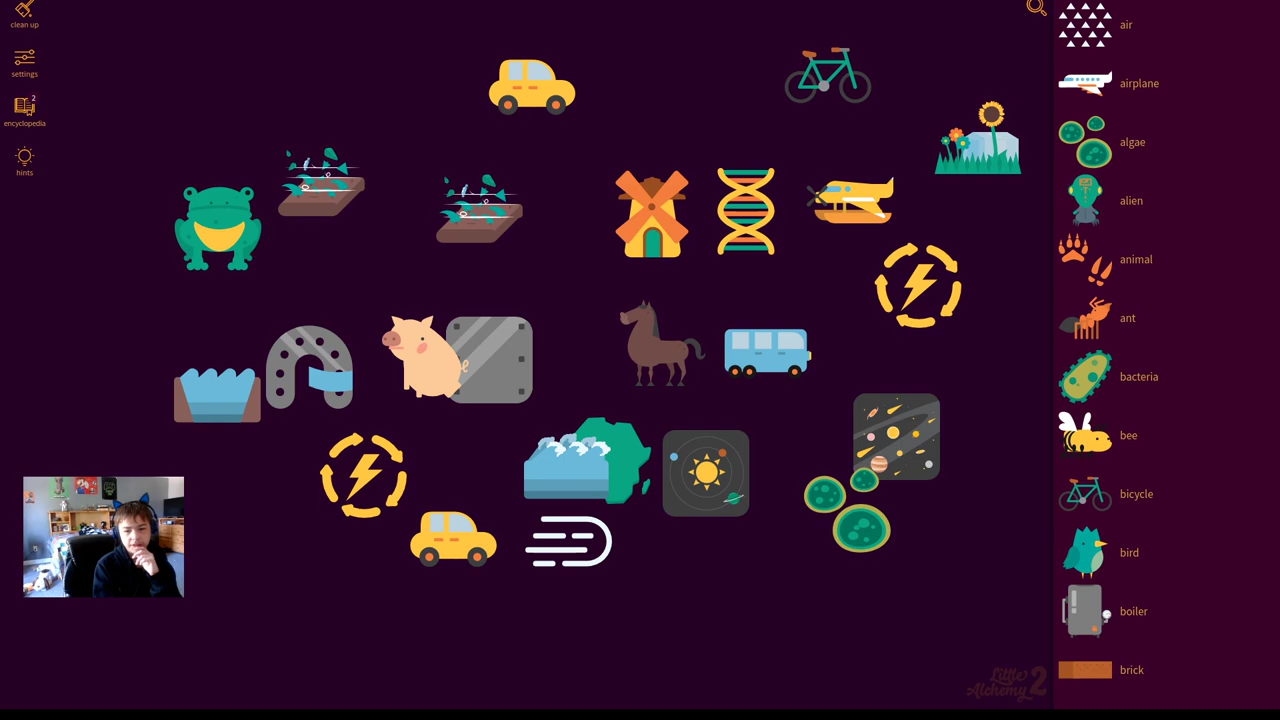 clean up
settings
2
encyclopedia
hints
air
airplane
algae
alien
animal
ant
bacteria
bee
bicycle
bird
boiler
brick
Little
Alchemy 2